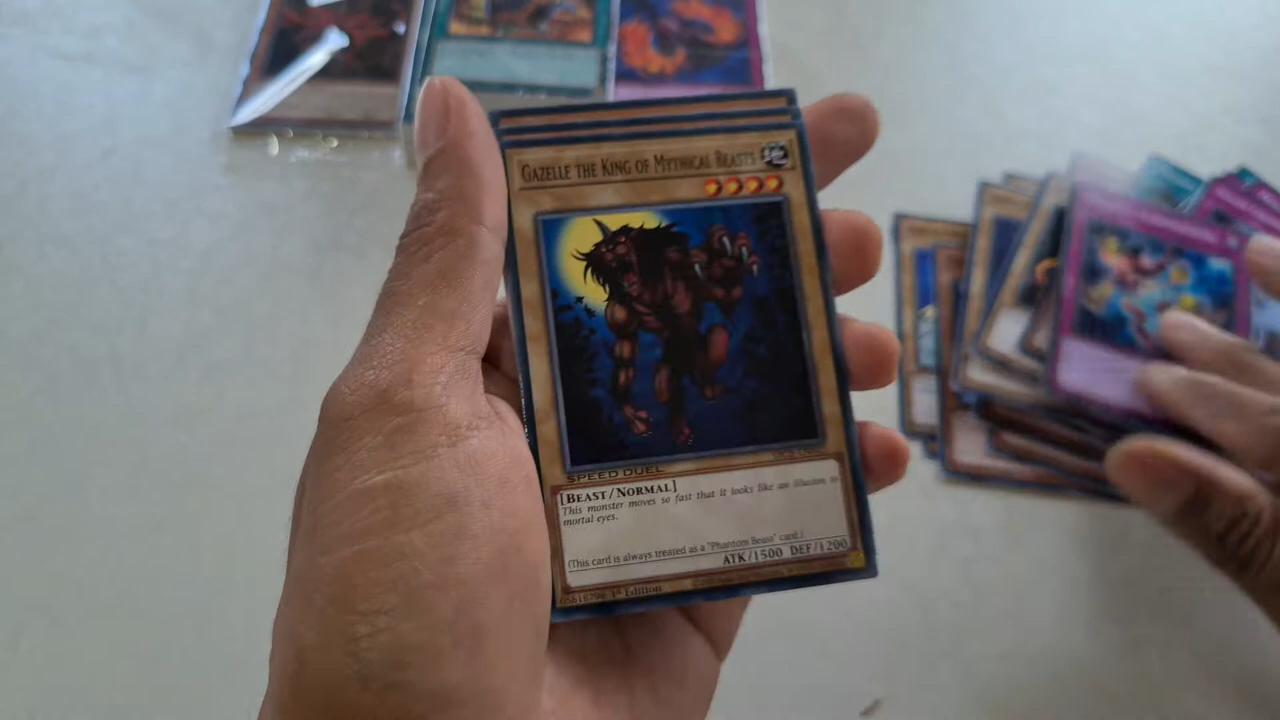 GAZELLE THE KING OF MYTHICAL BEASTS
SPEED DUEL
[BEAST/NORMAL]
This monster moves so fast that it looks like an illusion to
mortal eyes.
(This card is always treated as a "Phantom Beast" card.)
ATK/1500 DEF/1200
1st Edition